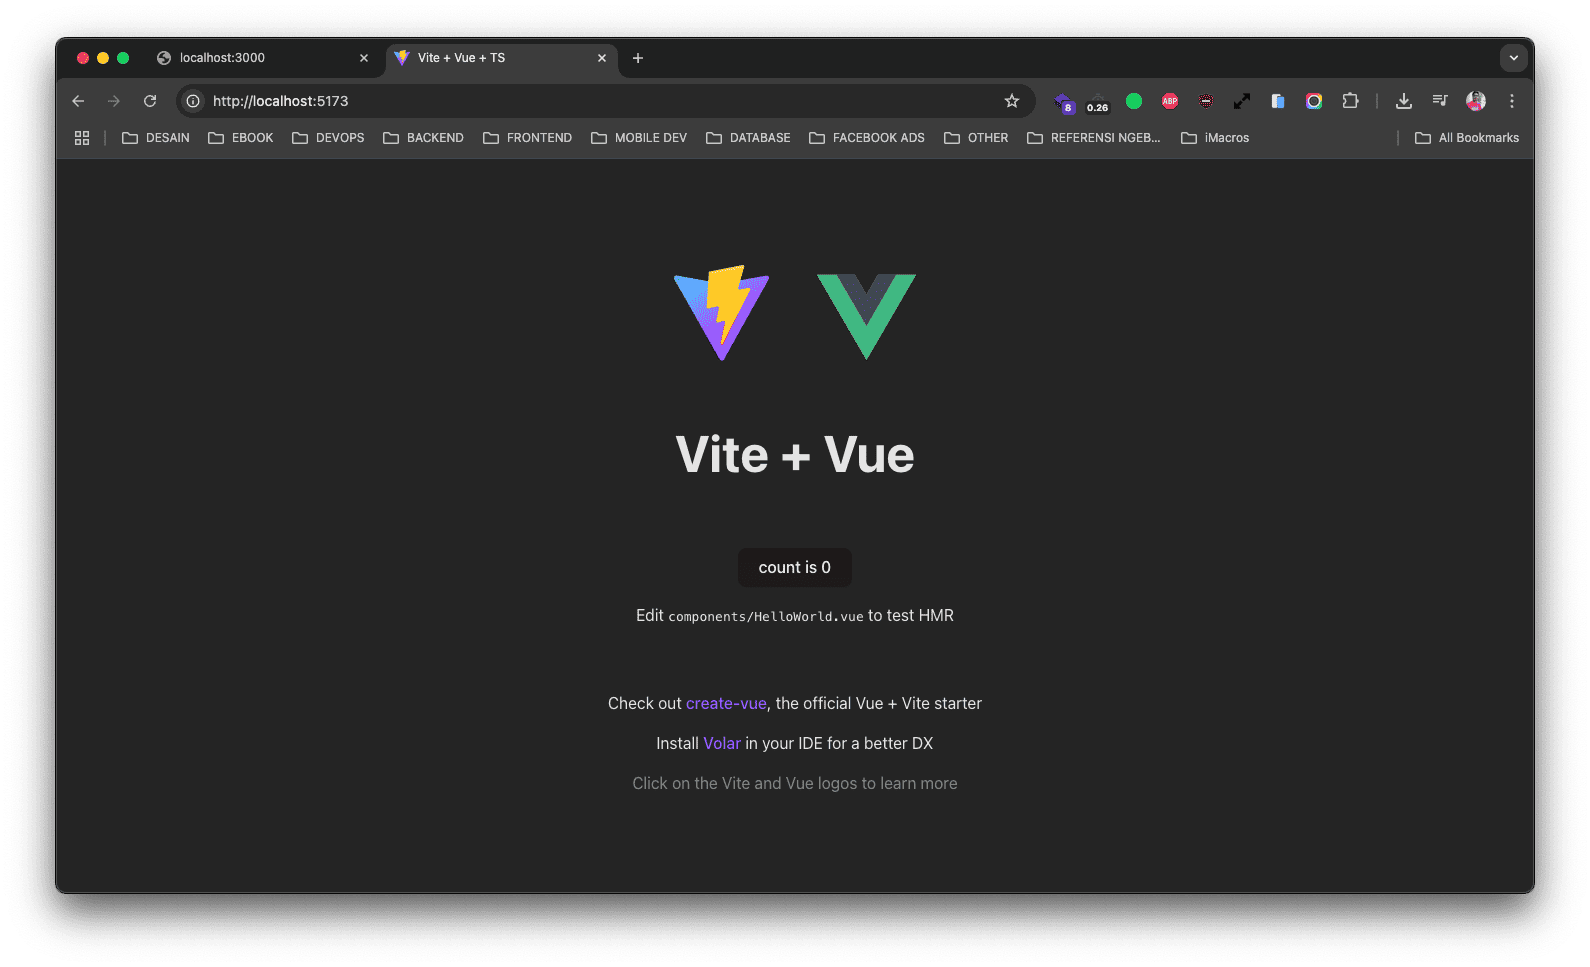 localhost:3000
Vite + Vue + TS
http://localhost:5173
8
0.26
ABP
DESAIN
EBOOK
DEVOPS
BACKEND
FRONTEND
MOBILE DEV
DATABASE
FACEBOOK ADS
OTHER
REFERENSI NGEB...
iMacros
All Bookmarks
Vite + Vue
count is 0
Edit components/HelloWorld.vue to test HMR
Check out create-vue, the official Vue + Vite starter
Install Volar in your IDE for a better DX
Click on the Vite and Vue logos to learn more